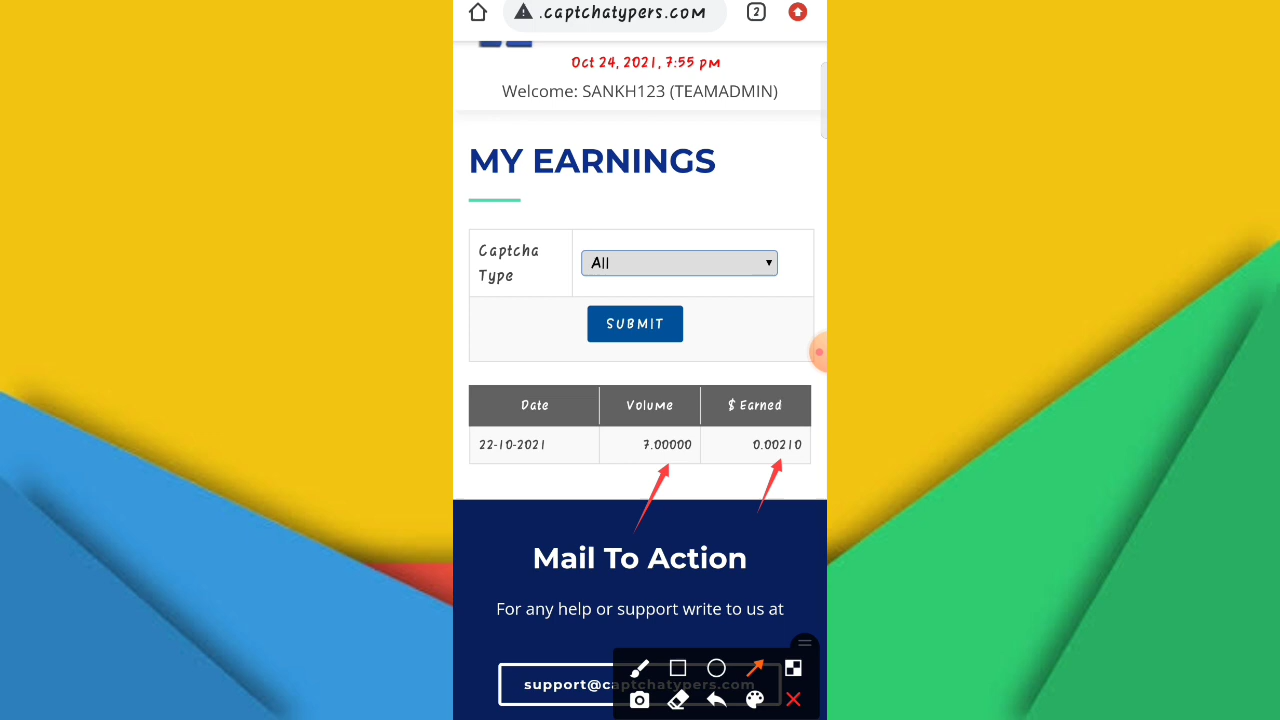 .captchatypers.com
2
Oct 24, 2021, 7:55 pm
Welcome: SANKH123 (TEAMADMIN)
MY EARNINGS
Captcha Type
All
SUBMIT
Date Volume $ Earned
22-10-2021 7.00000 0.00210
Mail To Action
For any help or support write to us at
support@captchatypers.com